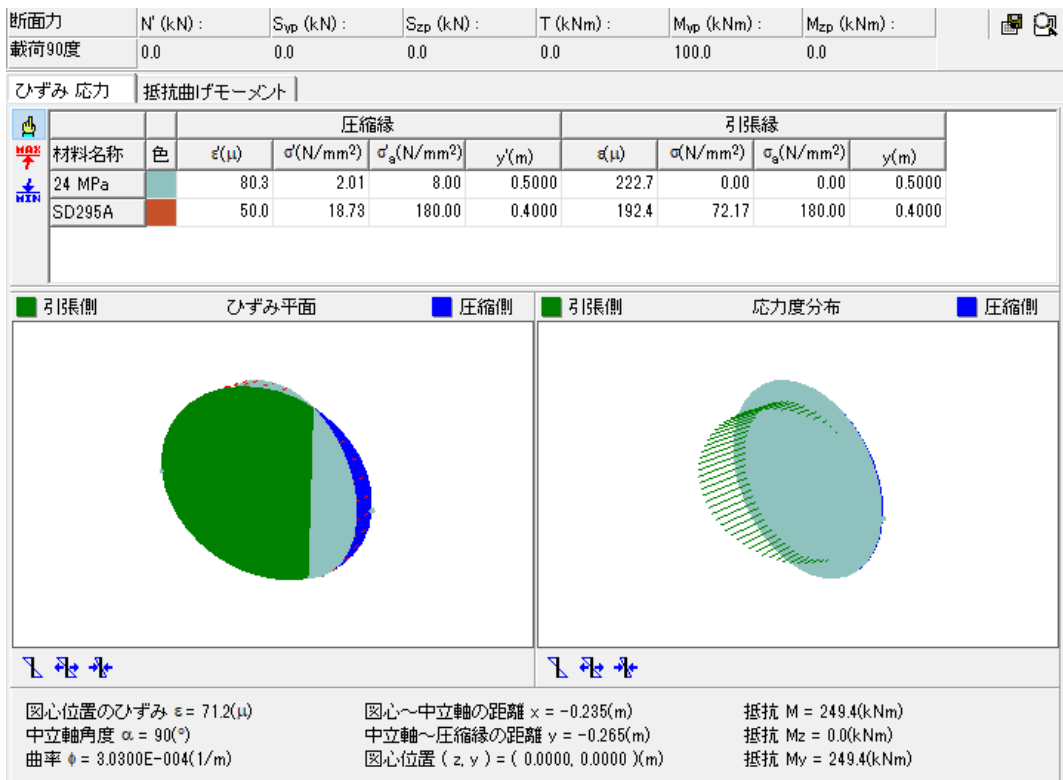 断面力 N' (kN) : Syp (kN) : Szp (kN) : T (kNm) : Myp (kNm) : Mzp (kNm) :
載荷90度 0.0 0.0 0.0 0.0 100.0 0.0
ひずみ 応力 抵抗曲げモーメント
圧縮縁 引張縁
MAX
材料名称 色 ε'(μ) σ'(N/mm²) σ'a(N/mm²) y'(m) ε(μ) σ(N/mm²) σa(N/mm²) y(m)
MIN
24 MPa 80.3 2.01 8.00 0.5000 222.7 0.00 0.00 0.5000
SD295A 50.0 18.73 180.00 0.4000 192.4 72.17 180.00 0.4000
引張側 ひずみ平面 圧縮側 引張側 応力度分布 圧縮側
図心位置のひずみ ε= 71.2(μ) 図心～中立軸の距離 x = -0.235(m) 抵抗 M = 249.4(kNm)
中立軸角度 α = 90(°) 中立軸～圧縮縁の距離 y = -0.265(m) 抵抗 Mz = 0.0(kNm)
曲率 φ = 3.0300E-004(1/m) 図心位置 ( z, y ) = ( 0.0000, 0.0000 )(m) 抵抗 My = 249.4(kNm)